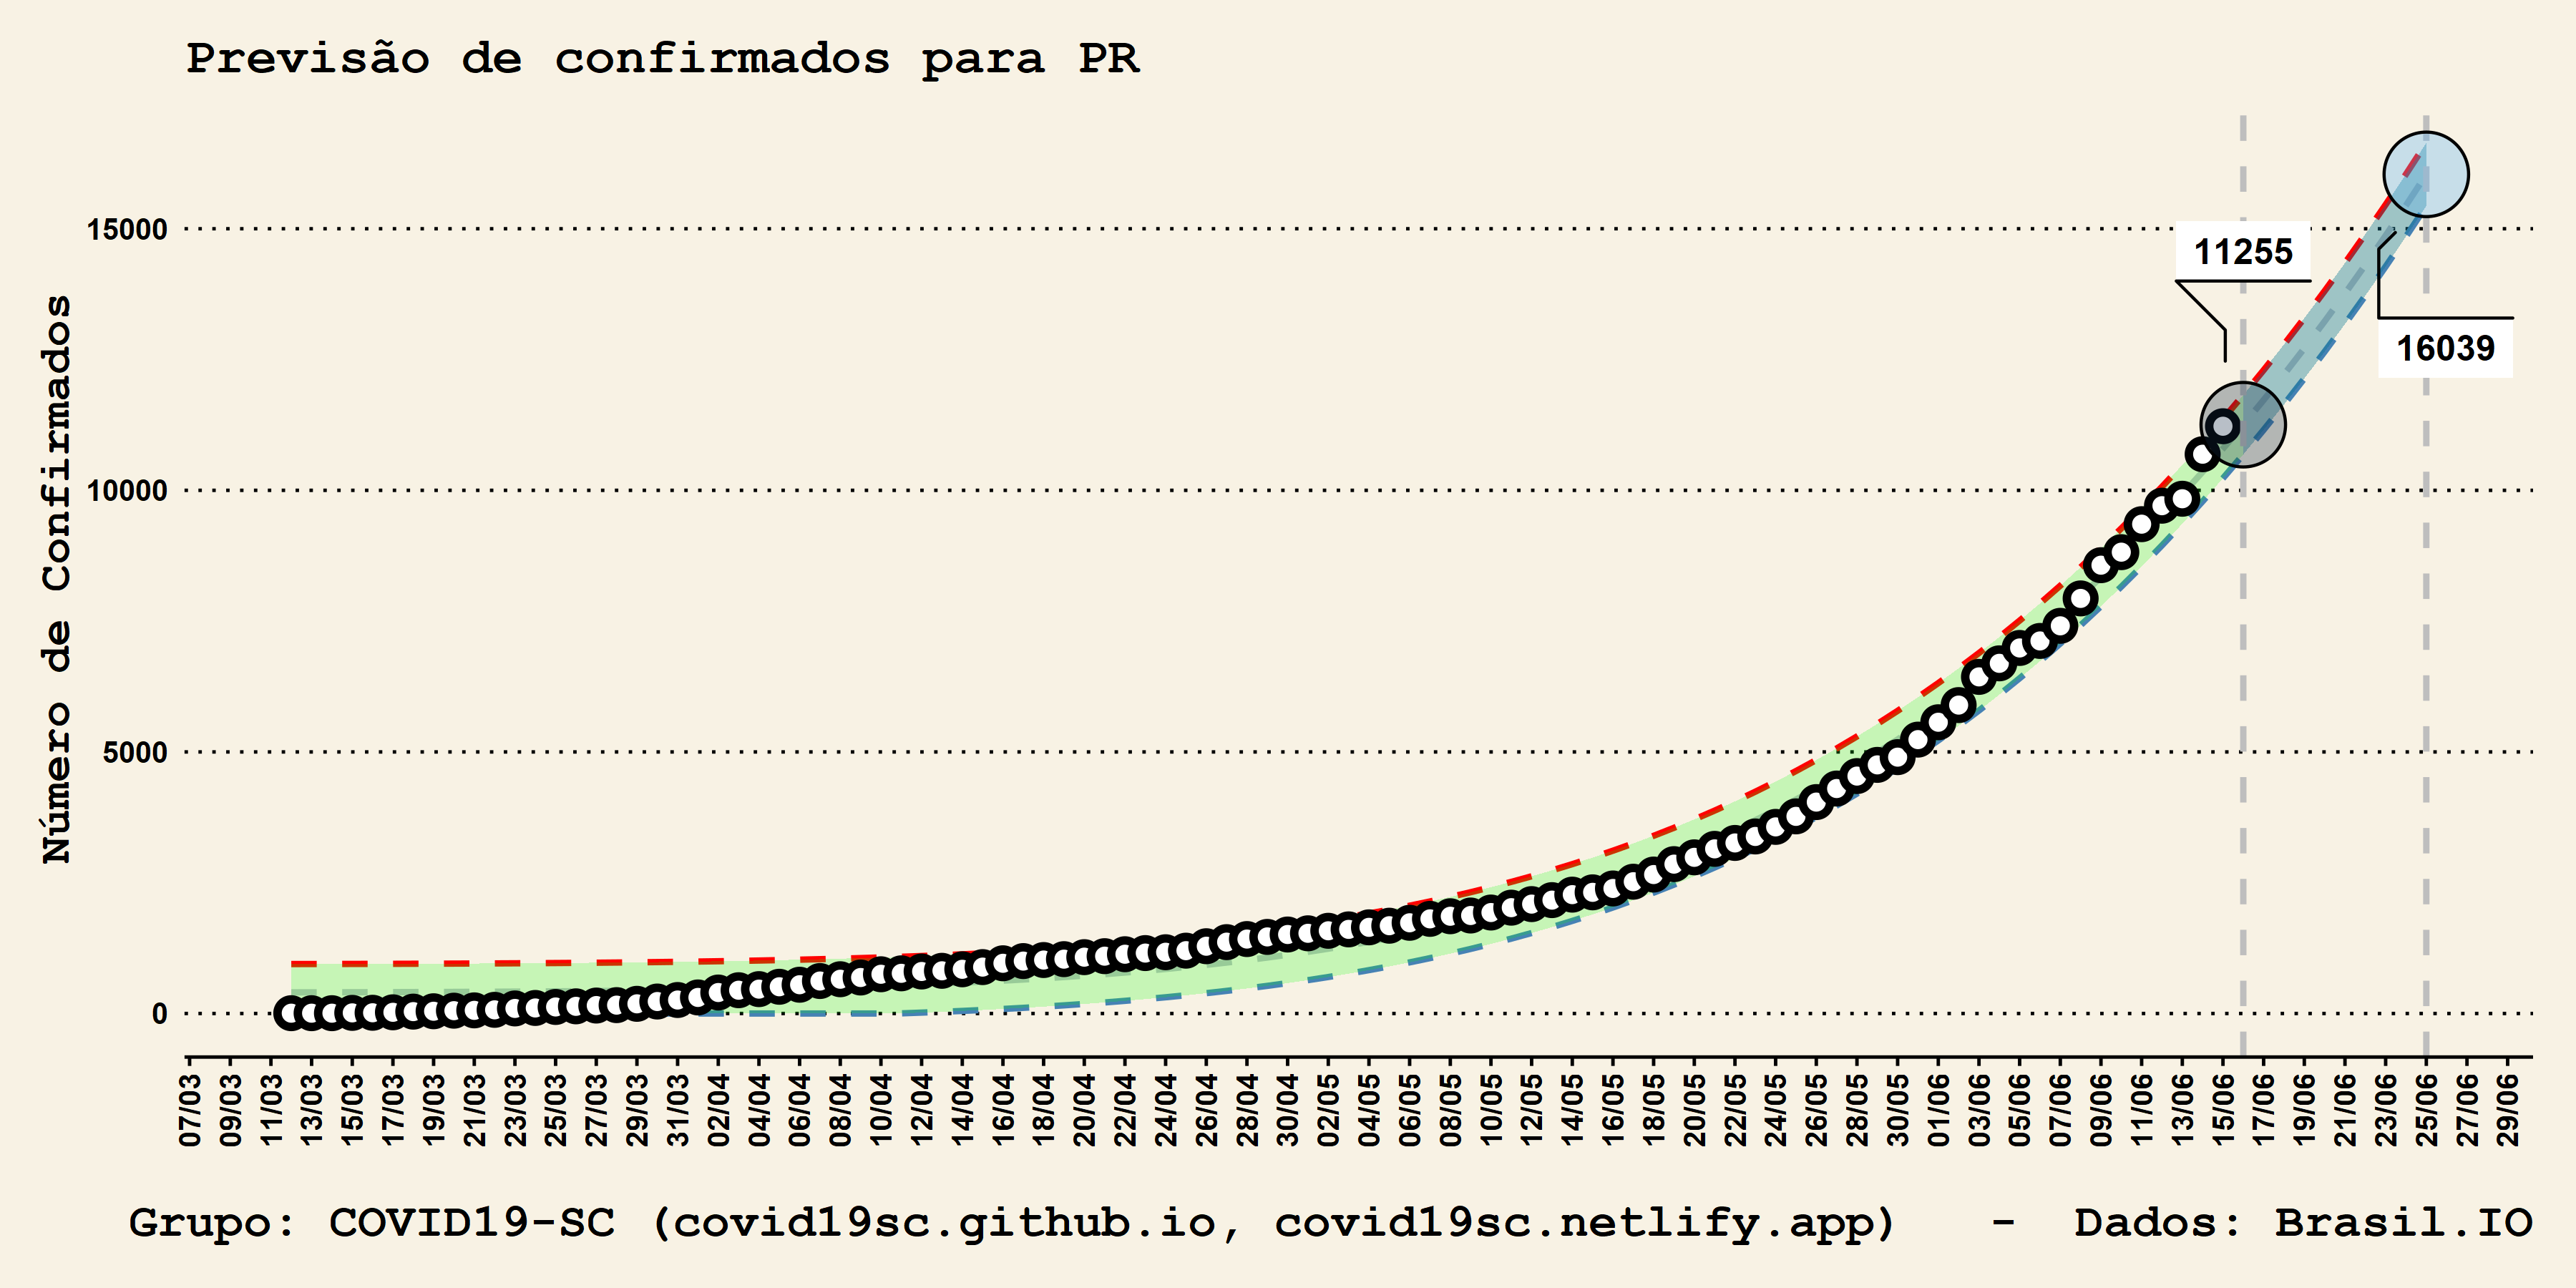 Previsão de confirmados para PR
Número de Confirmados
15000
10000
5000
0
11255
16039
07/03 09/03 11/03 13/03 15/03 17/03 19/03 21/03 23/03 25/03 27/03 29/03 31/03 02/04 04/04 06/04 08/04 10/04 12/04 14/04 16/04 18/04 20/04 22/04 24/04 26/04 28/04 30/04 02/05 04/05 06/05 08/05 10/05 12/05 14/05 16/05 18/05 20/05 22/05 24/05 26/05 28/05 30/05 01/06 03/06 05/06 07/06 09/06 11/06 13/06 15/06 17/06 19/06 21/06 23/06 25/06 27/06 29/06
Grupo: COVID19-SC (covid19sc.github.io, covid19sc.netlify.app) - Dados: Brasil.IO